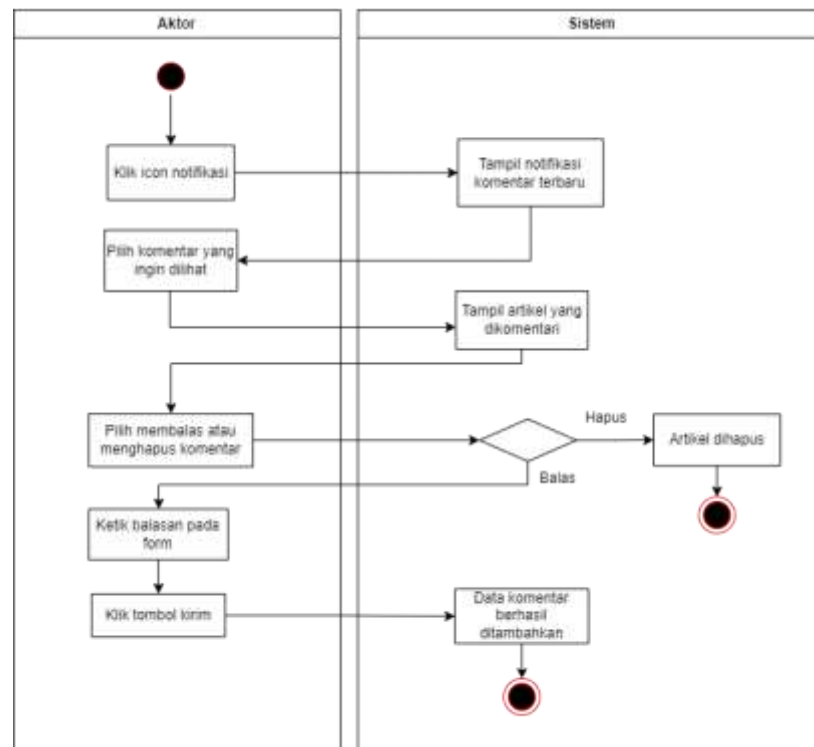 Aktor
Sistem
Klik icon notifikasi
Tampil notifikasi
komentar terbaru
Pilih komentar yang
ingin dilihat
Tampil artikel yang
dikomentari
Pilih membalas atau
menghapus komentar
Hapus
Artikel dihapus
Balas
Ketik balasan pada
form
Klik tombol kirim
Data komentar
berhasil
ditambahkan